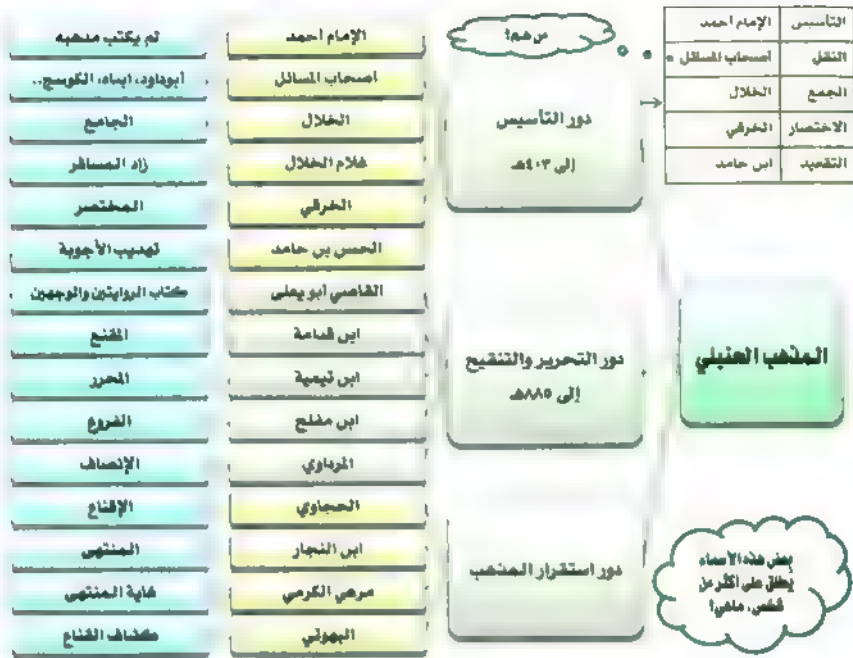 التأسيس الإمام أحمد
النقل أصحاب المسائل
الجمع الخلال
الاختصار الخرقي
التقعيد ابن حامد
من هم؟
المذهب الحنبلي
دور التأسيس
إلى ٤٠٣هـ
دور التحرير والتنقيح
إلى ٨٨٥هـ
دور استقرار المذهب
الإمام أحمد لم يكتب مذهبه
أصحاب المسائل أبوداود، ابناه، الكوسج..
الخلال الجامع
غلام الخلال زاد المسافر
الخرقي المختصر
الحسن بن حامد تهذيب الأجوبة
القاضي أبو يعلى كتاب الروايتين والوجهين
ابن قدامة المقنع
ابن تيمية المحرر
ابن مفلح الفروع
المرداوي الإنصاف
الحجاوي الإقناع
ابن النجار المنتهى
مرعي الكرمي غاية المنتهى
البهوتي كشاف القناع
بعض هذه الأسماء
يطلق على أكثر من
شخص، ماهي؟